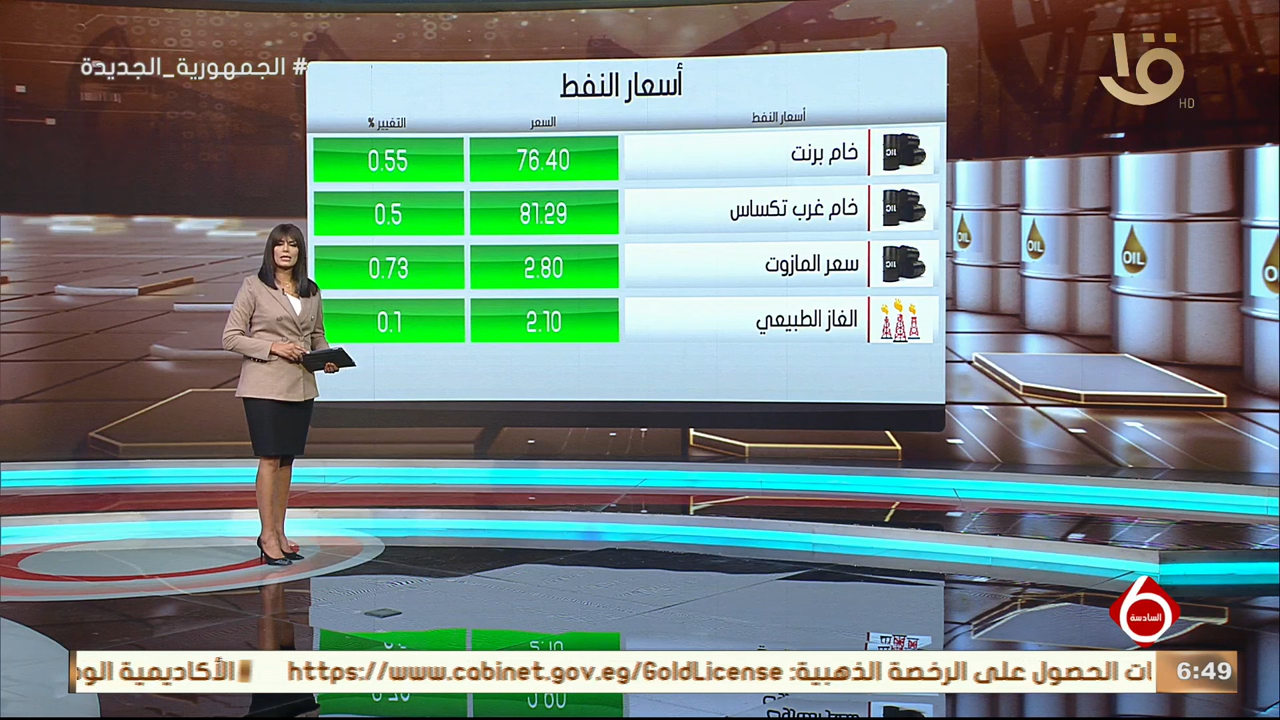 # الجمهورية_الجديدة
HD
أسعار النفط
أسعار النفط السعر التغيير %
خام برنت 76.40 0.55
خام غرب تكساس 81.29 0.5
سعر المازوت 2.80 0.73
الغاز الطبيعي 2.10 0.1
OIL
OIL
OIL
السادسة
ات الحصول على الرخصة الذهبية: https://www.cabinet.gov.eg/GoldLicense # الأكاديمية الو
6:49